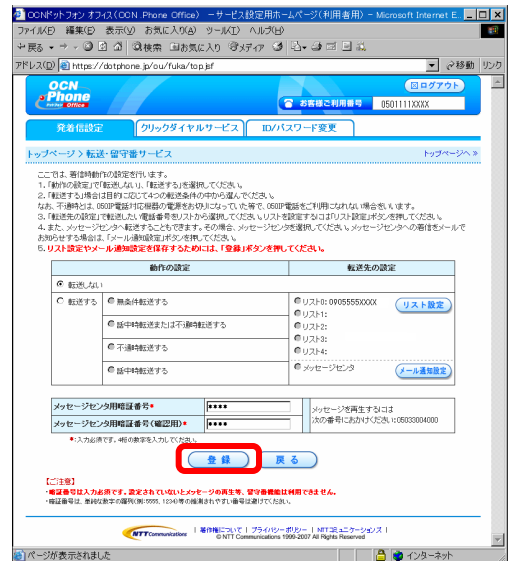 OCNドットフォン オフィス(OCN .Phone Office) －サービス設定用ホームページ(利用者用) - Microsoft Internet E...
ファイル(F) 編集(E) 表示(V) お気に入り(A) ツール(T) ヘルプ(H)
戻る 検索 お気に入り メディア
アドレス(D) https://dotphone.jp/ou/fuka/top.jsf 移動 リンク
OCN
.Phone
Office
ログアウト
お客様ご利用番号 0501111XXXX
発着信設定 クリックダイヤルサービス ID/パスワード変更
トップページ > 転送・留守番サービス トップページへ »
ここでは、着信時動作の設定を行います。
1. 「動作の設定」で「転送しない」、「転送する」を選択してください。
2. 「転送する」場合は目的に応じて4つの転送条件の中から選んでください。
なお、不通時とは、050IP電話対応機器の電源をお切りになっていた等で、050IP電話をご利用になれない場合をいいます。
3. 「転送先の設定」で転送したい電話番号をリストから選択してください。リストを設定するには「リスト設定」ボタンを押してください。
4. また、メッセージセンタへ転送することもできます。その場合、メッセージセンタを選択してください。メッセージセンタへの着信をメールで
お知らせする場合は、「メール通知設定」ボタンを押してください。
5. リスト設定やメール通知設定を保存するためには、「登録」ボタンを押してください。
動作の設定 転送先の設定
転送しない
転送する 無条件転送する
話中時転送または不通時転送する
不通時転送する
話中時転送する
リスト0: 0905555XXXX リスト設定
リスト1:
リスト2:
リスト3:
リスト4:
メッセージセンタ メール通知設定
メッセージセンタ用暗証番号* ****
メッセージセンタ用暗証番号(確認用)* ****
メッセージを再生するには
次の番号におかけください:05033004000
*:入力必須です。4桁の数字を入力してください。
登録 戻る
【ご注意】
・暗証番号は入力必須です。設定されていないとメッセージの再生等、留守番機能は利用できません。
・暗証番号は、単純な数字の羅列(例:5555、1234)等の推測されやすい番号は避けてください。
NTT Communications | 著作権について | プライバシーポリシー | NTTコミュニケーションズ |
© NTT Communications 1999-2007 All Rights Reserved
ページが表示されました インターネット